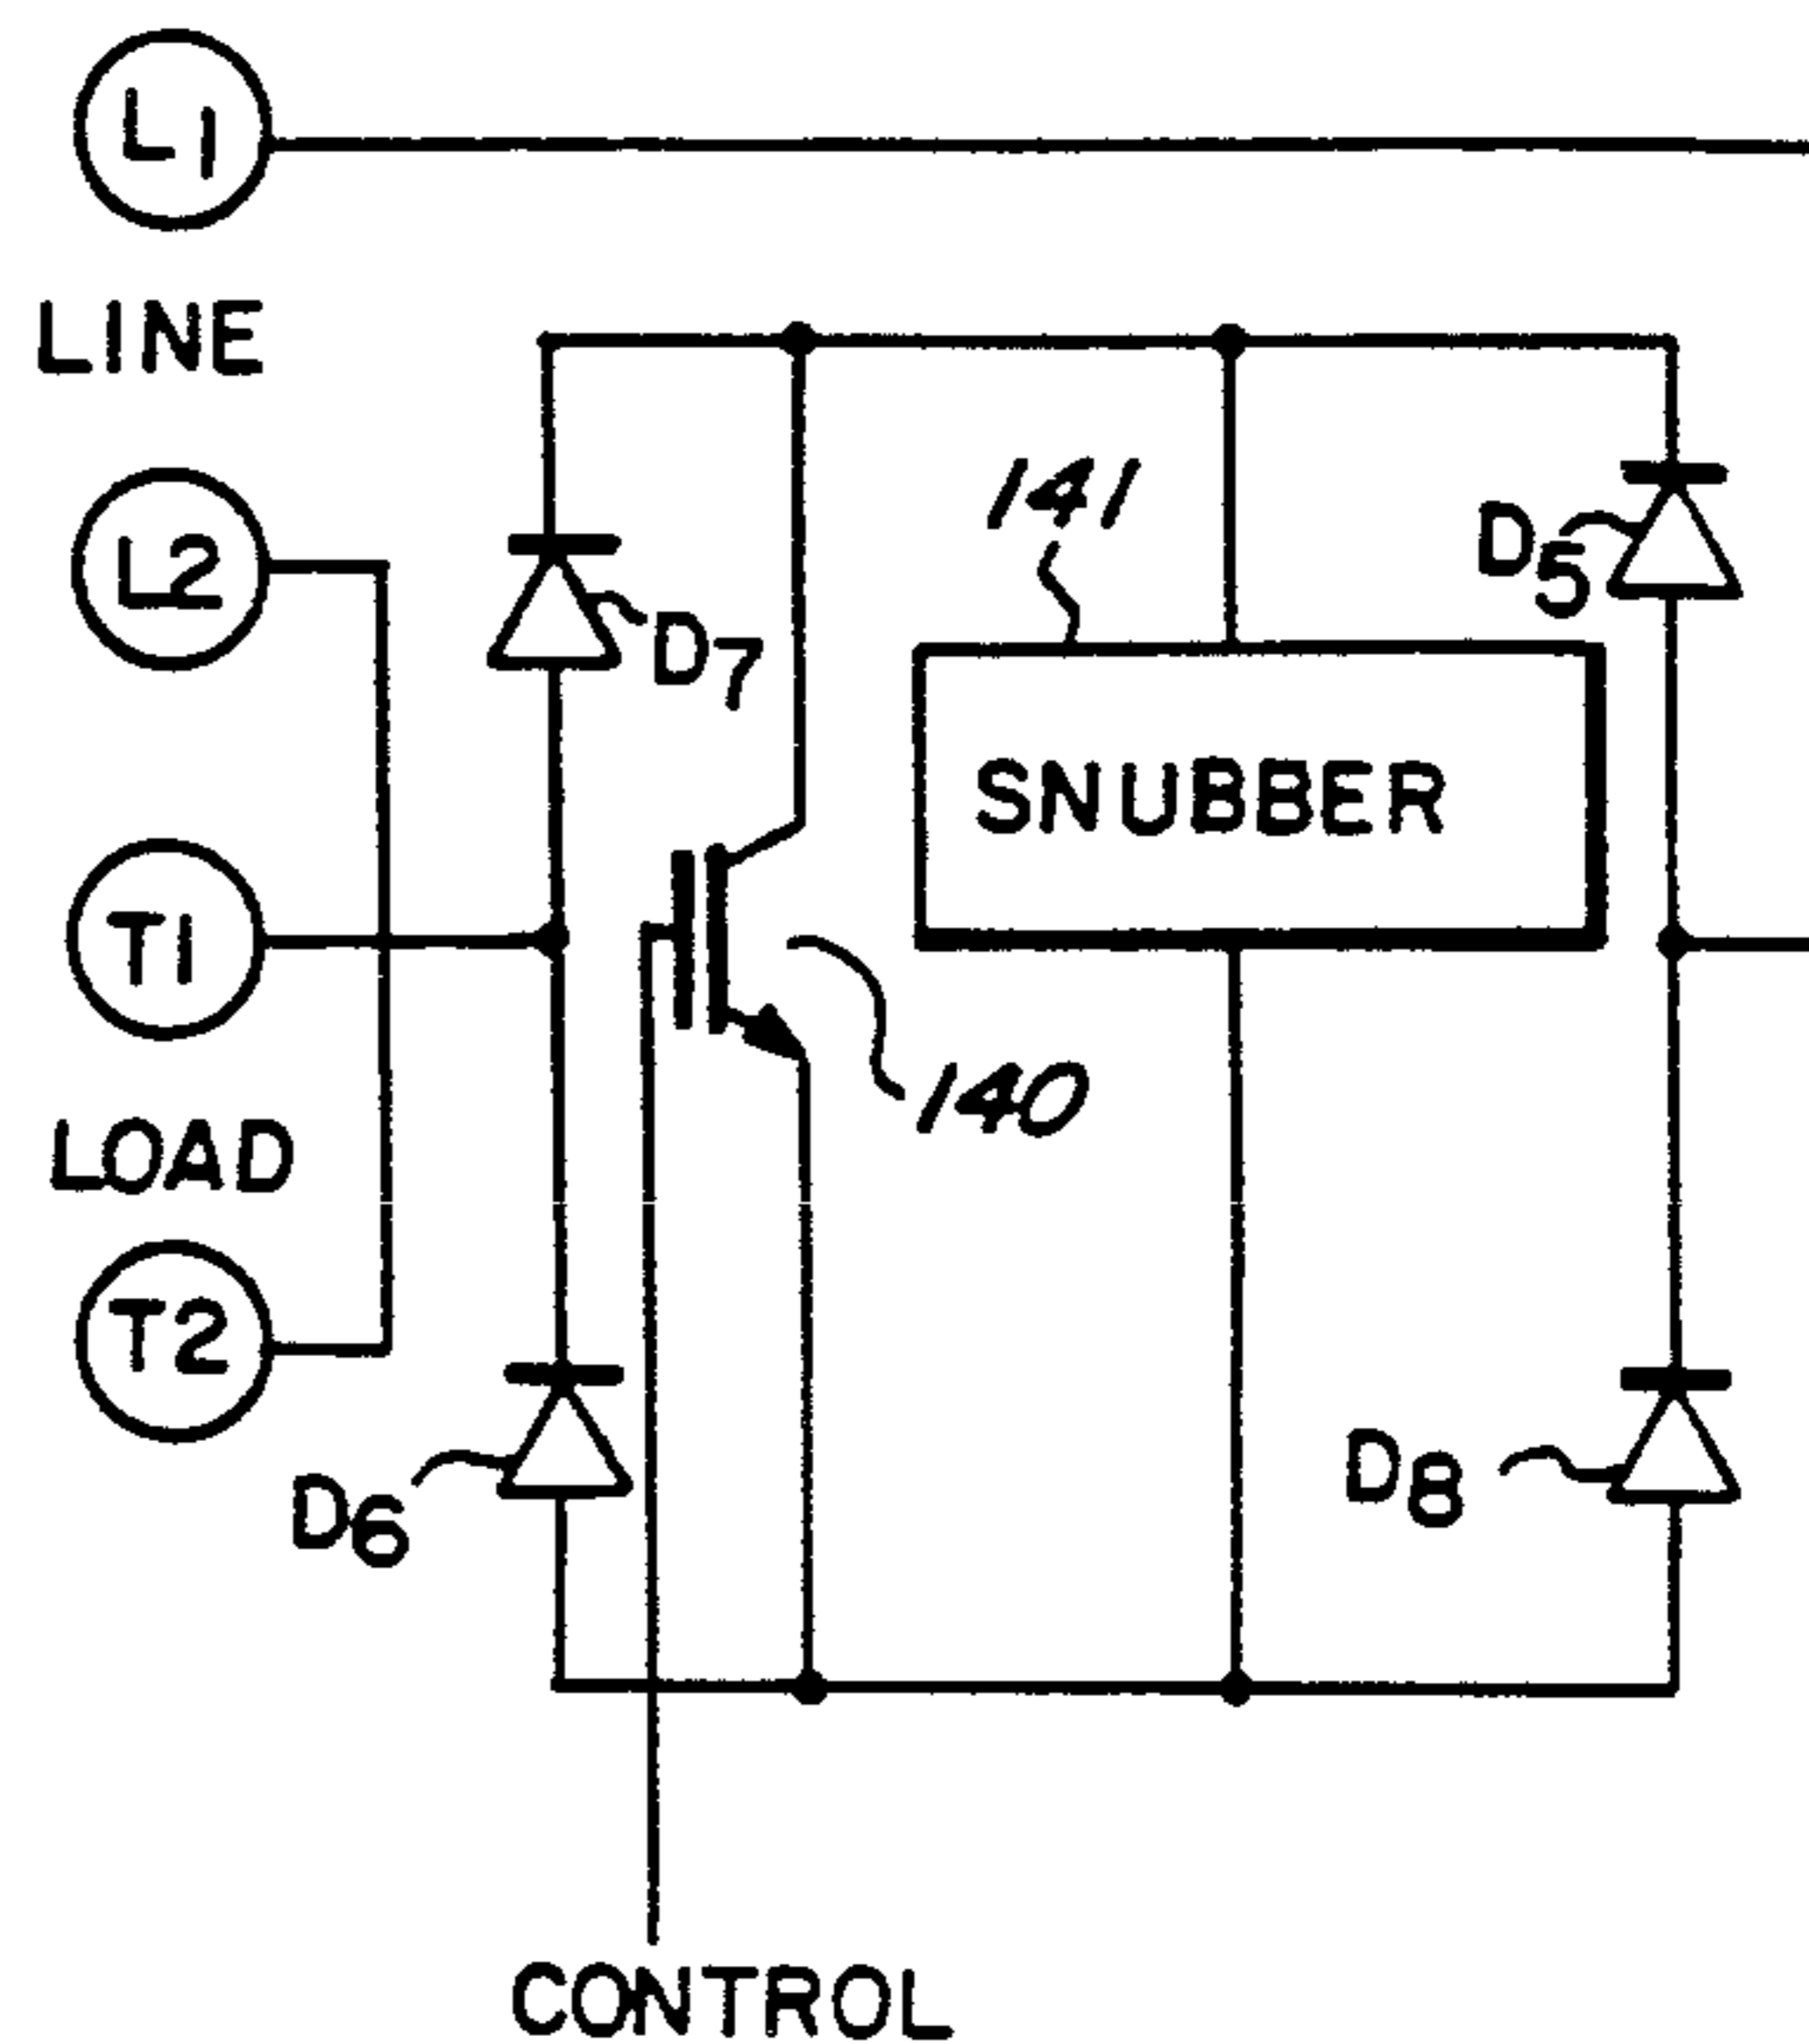 L1
LINE
L2
141
D5
D7
SNUBBER
T1
140
LOAD
T2
D6
D8
CONTROL